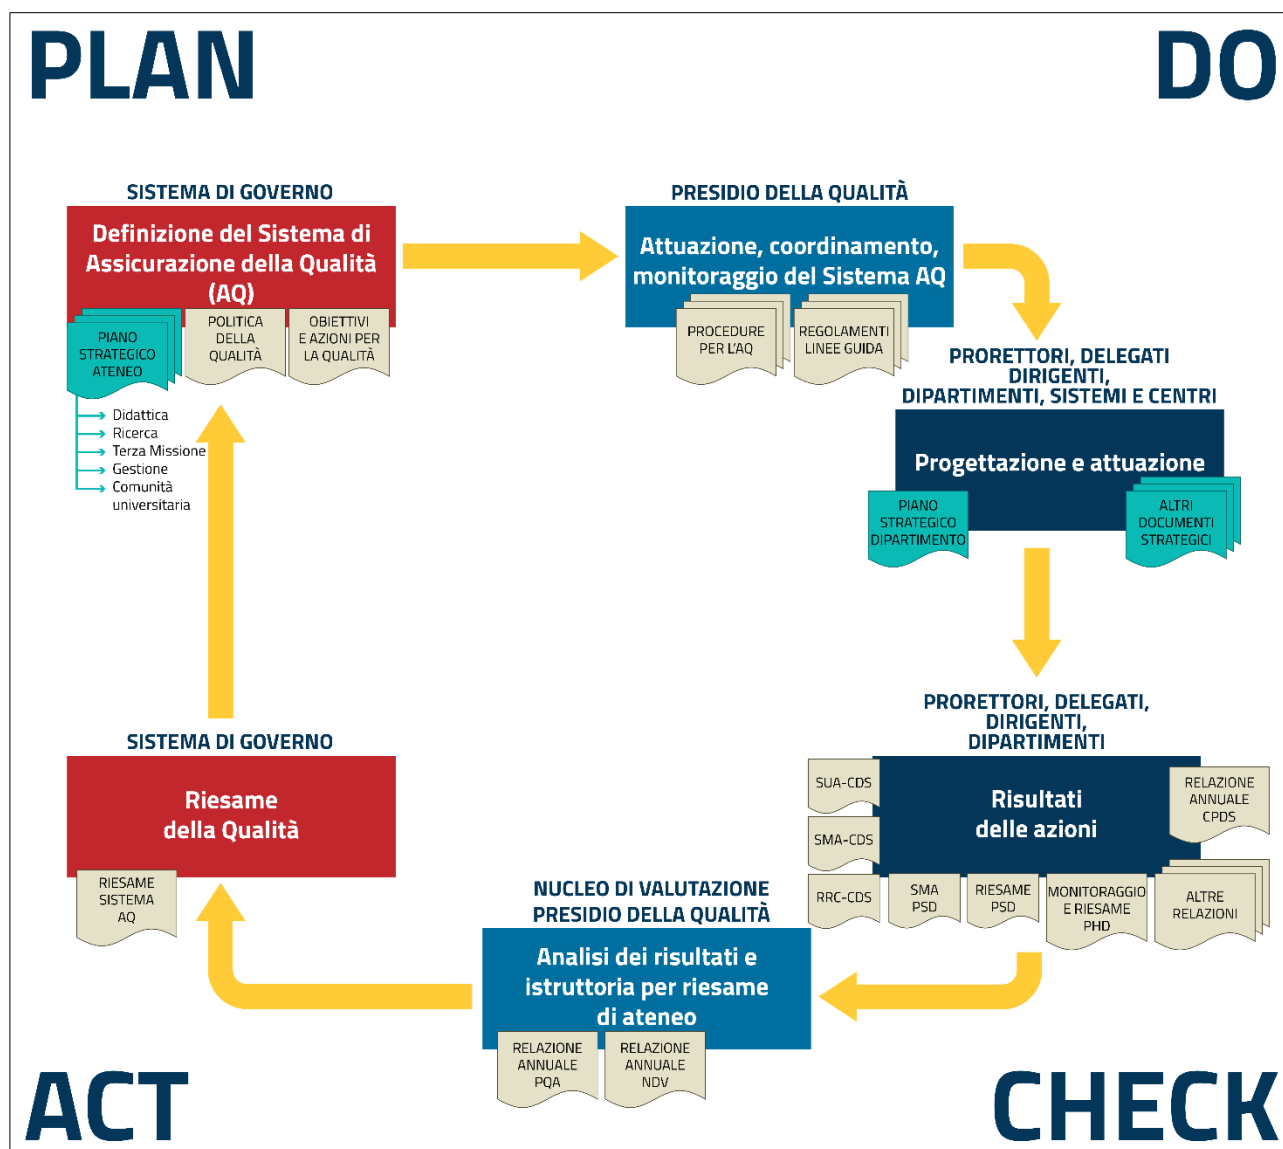 PLAN
DO
SISTEMA DI GOVERNO
Definizione del Sistema di
Assicurazione della Qualità
(AQ)
PIANO
STRATEGICO
ATENEO
POLITICA
DELLA
QUALITÀ
OBIETTIVI
E AZIONI PER
LA QUALITÀ
Didattica
Ricerca
Terza Missione
Gestione
Comunità
universitaria
PRESIDIO DELLA QUALITÀ
Attuazione, coordinamento,
monitoraggio del Sistema AQ
PROCEDURE
PER L'AQ
REGOLAMENTI
LINEE GUIDA
PRORETTORI, DELEGATI
DIRIGENTI,
DIPARTIMENTI, SISTEMI E CENTRI
Progettazione e attuazione
PIANO
STRATEGICO
DIPARTIMENTO
ALTRI
DOCUMENTI
STRATEGICI
PRORETTORI, DELEGATI,
DIRIGENTI,
DIPARTIMENTI
Risultati
delle azioni
SUA-CDS
SMA-CDS
RRC-CDS
SMA
PSD
RIESAME
PSD
MONITORAGGIO
E RIESAME
PHD
ALTRE
RELAZIONI
RELAZIONE
ANNUALE
CPDS
NUCLEO DI VALUTAZIONE
PRESIDIO DELLA QUALITÀ
Analisi dei risultati e
istruttoria per riesame
di ateneo
RELAZIONE
ANNUALE
PQA
RELAZIONE
ANNUALE
NDV
SISTEMA DI GOVERNO
Riesame
della Qualità
RIESAME
SISTEMA
AQ
ACT
CHECK